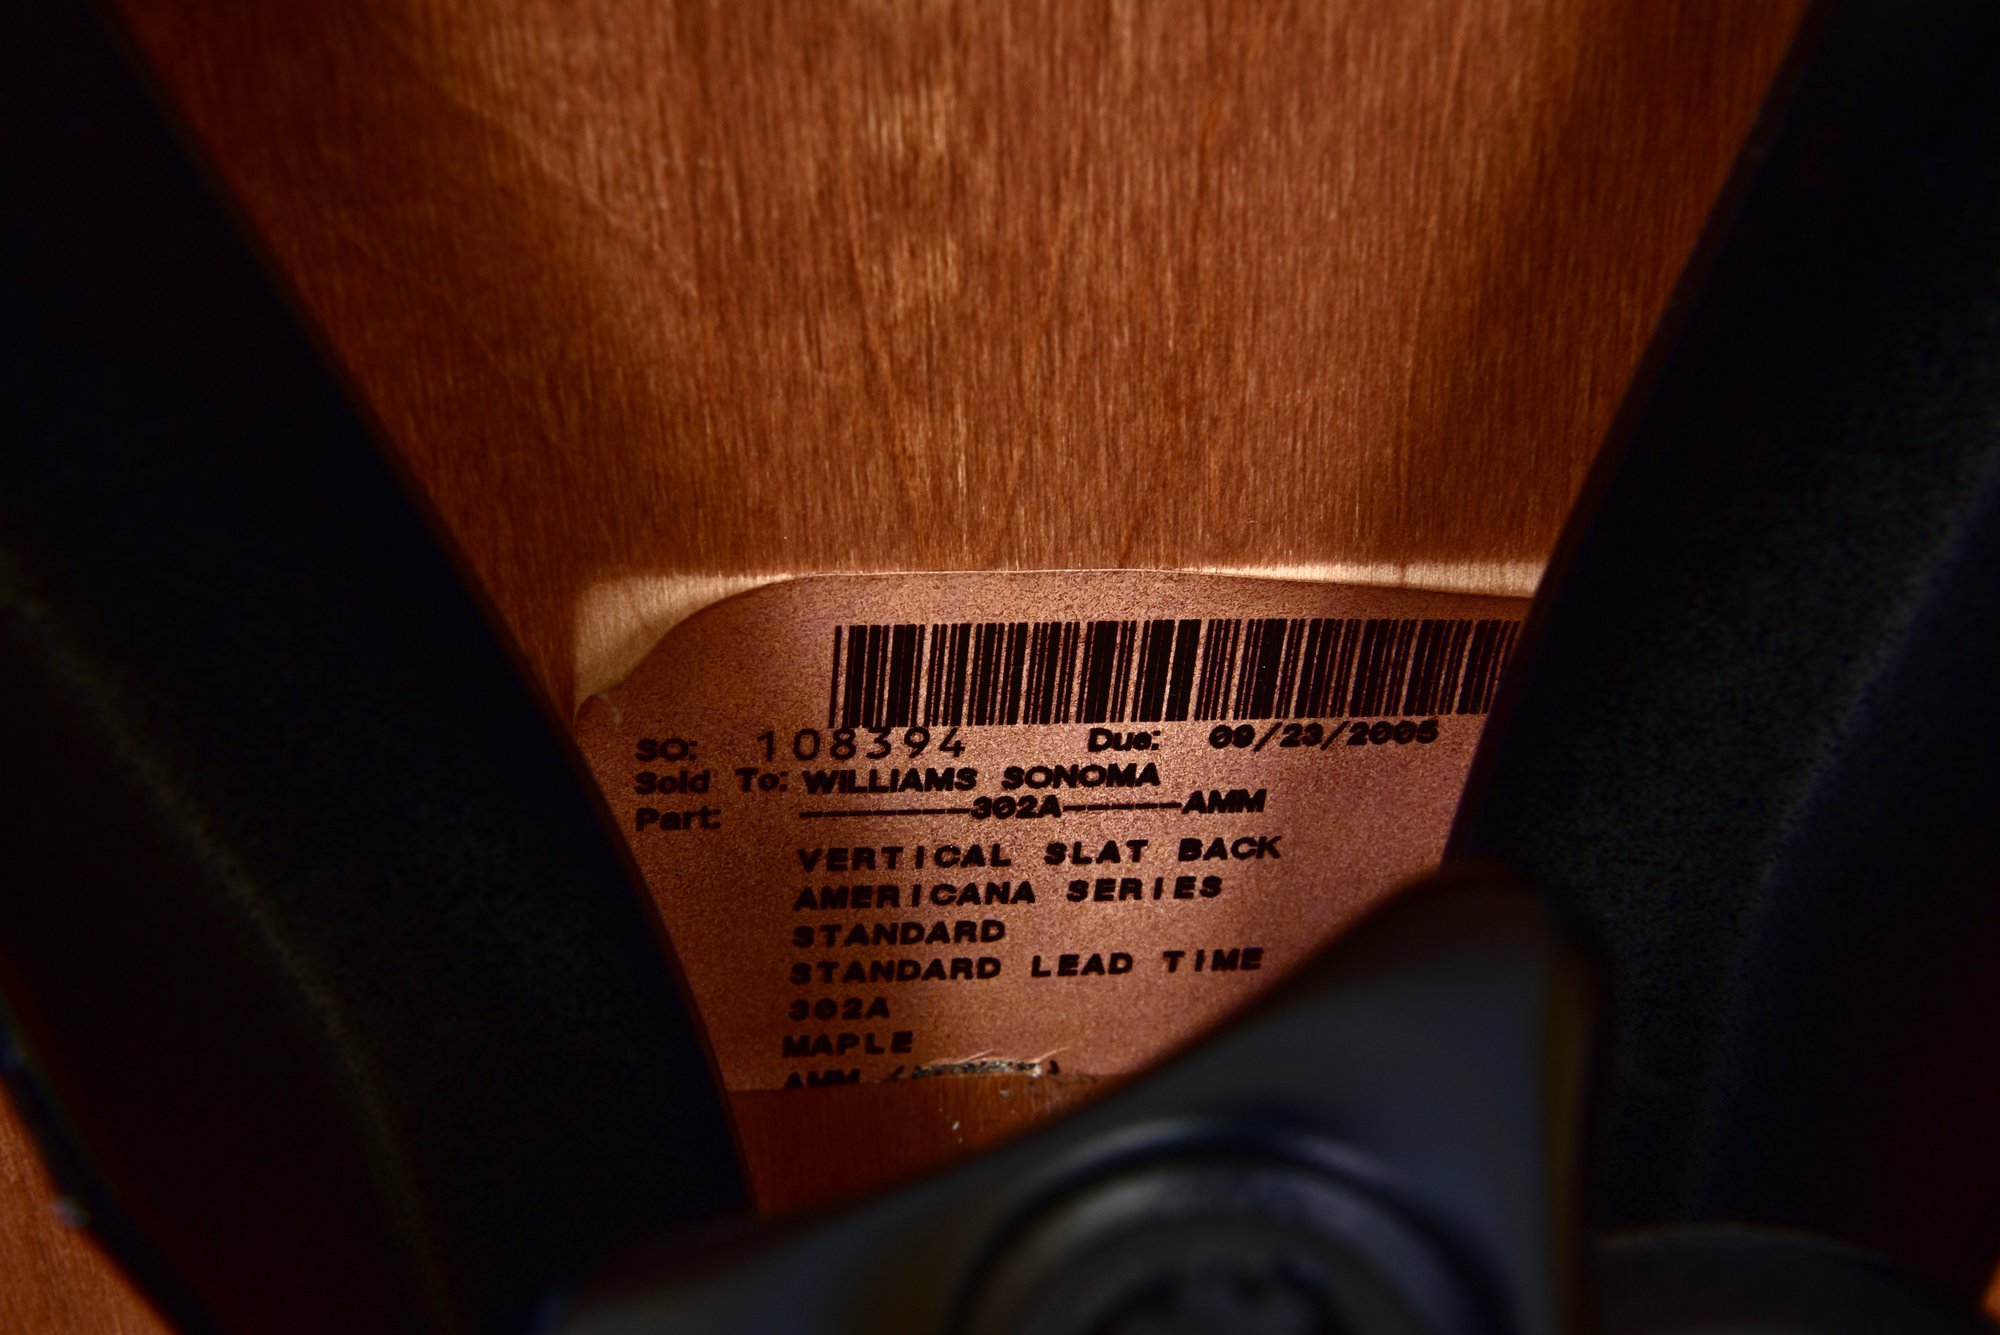 SO: 108394 Due: 09/23/2005
Sold To: WILLIAMS SONOMA
Part: -------302A-----AMM
VERTICAL SLAT BACK
AMERICANA SERIES
STANDARD
STANDARD LEAD TIME
302A
MAPLE
AMM